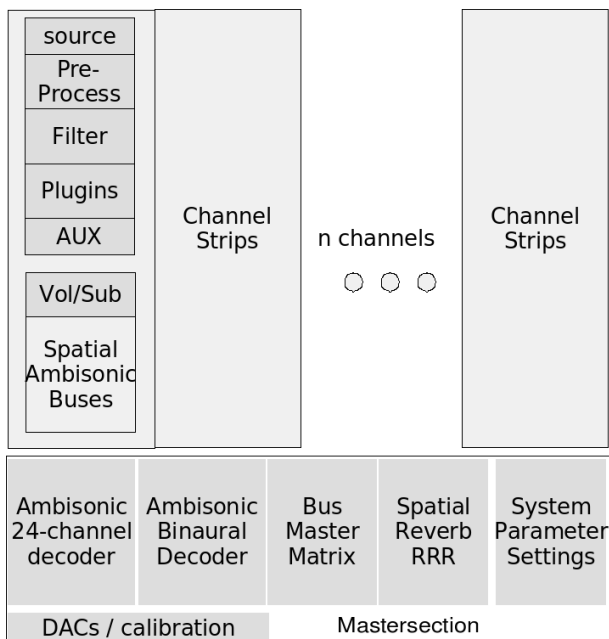 source
Pre-
Process
Filter
Plugins
AUX
Vol/Sub
Spatial
Ambisonic
Buses
Channel
Strips
n channels
Channel
Strips
Ambisonic
24-channel
decoder
Ambisonic
Binaural
Decoder
Bus
Master
Matrix
Spatial
Reverb
RRR
System
Parameter
Settings
DACs / calibration
Mastersection